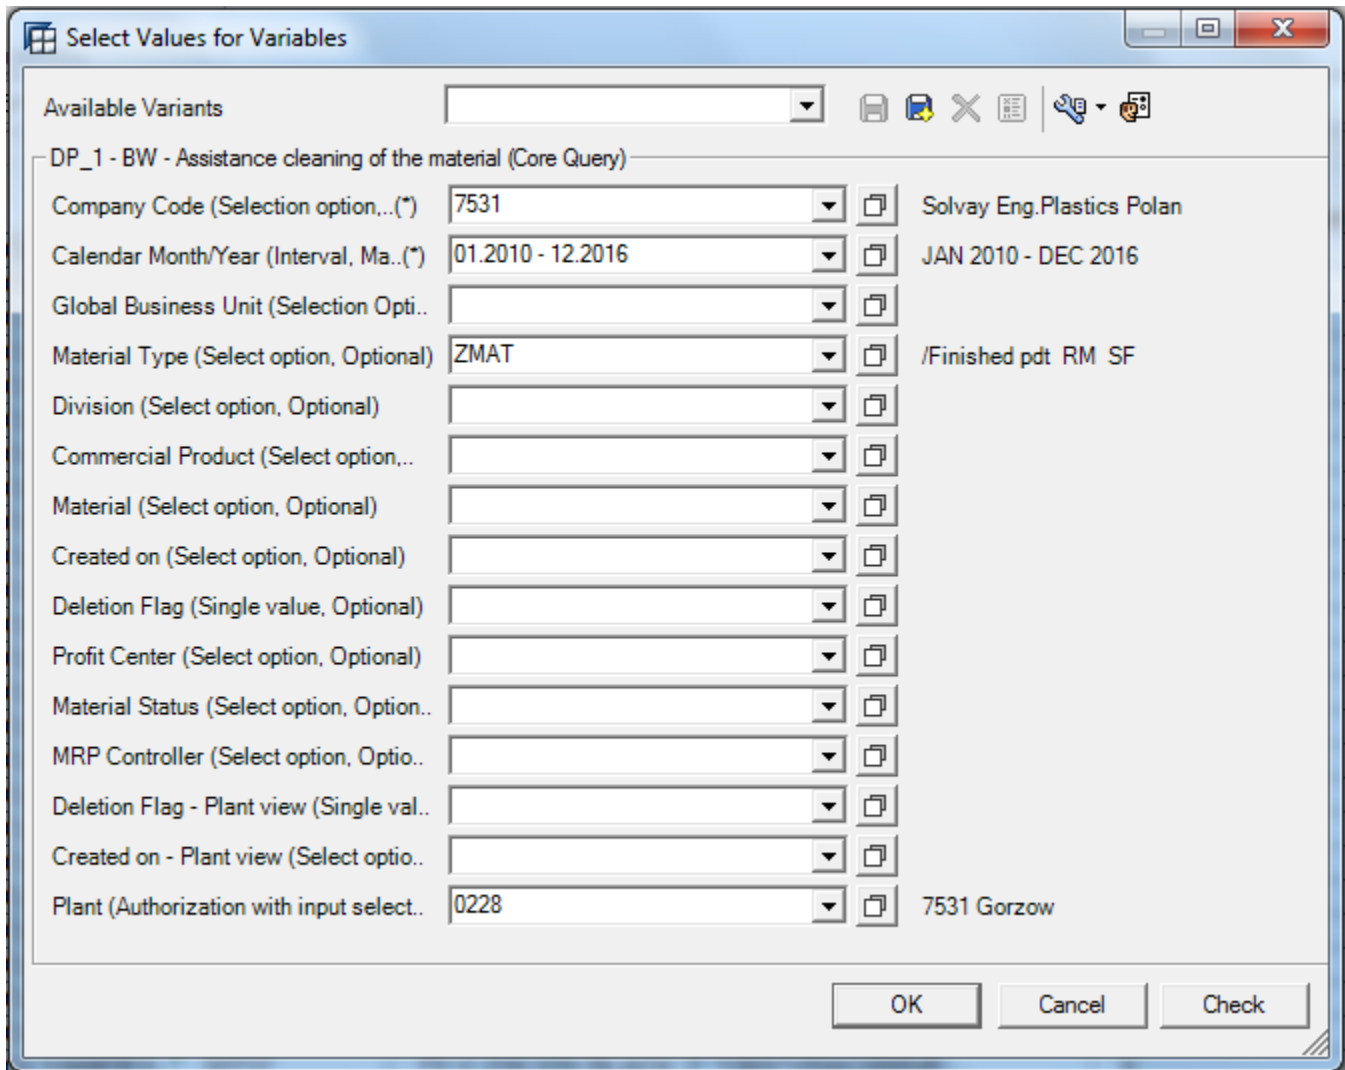 Select Values for Variables
Available Variants
DP_1 - BW - Assistance cleaning of the material (Core Query)
Company Code (Selection option,..(*) 7531 Solvay Eng.Plastics Polan
Calendar Month/Year (Interval, Ma..(*) 01.2010 - 12.2016 JAN 2010 - DEC 2016
Global Business Unit (Selection Opti..
Material Type (Select option, Optional) ZMAT /Finished pdt RM SF
Division (Select option, Optional)
Commercial Product (Select option,..
Material (Select option, Optional)
Created on (Select option, Optional)
Deletion Flag (Single value, Optional)
Profit Center (Select option, Optional)
Material Status (Select option, Option..
MRP Controller (Select option, Optio..
Deletion Flag - Plant view (Single val..
Created on - Plant view (Select optio..
Plant (Authorization with input select.. 0228 7531 Gorzow
OK Cancel Check